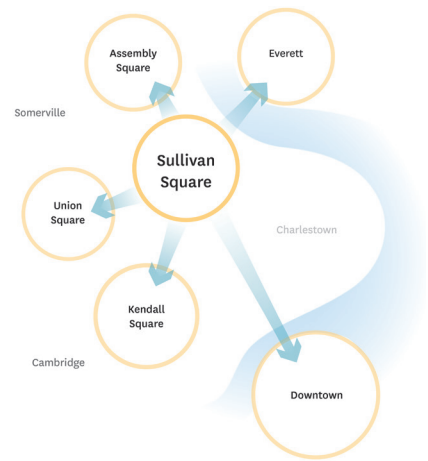 Assembly
Square
Everett
Somerville
Sullivan
Square
Union
Square
Charlestown
Kendall
Square
Cambridge
Downtown